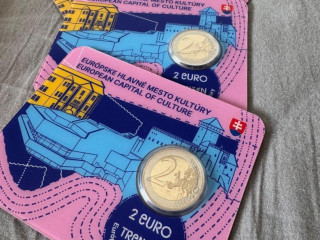 EURÓPSKE HLAVNÉ MESTO KULTÚRY
EUROPEAN CAPITAL OF CULTURE
2 EURO
EURÓPSKE HLAVNÉ MESTO KULTÚRY
EUROPEAN CAPITAL OF CULTURE
2
2 EURO